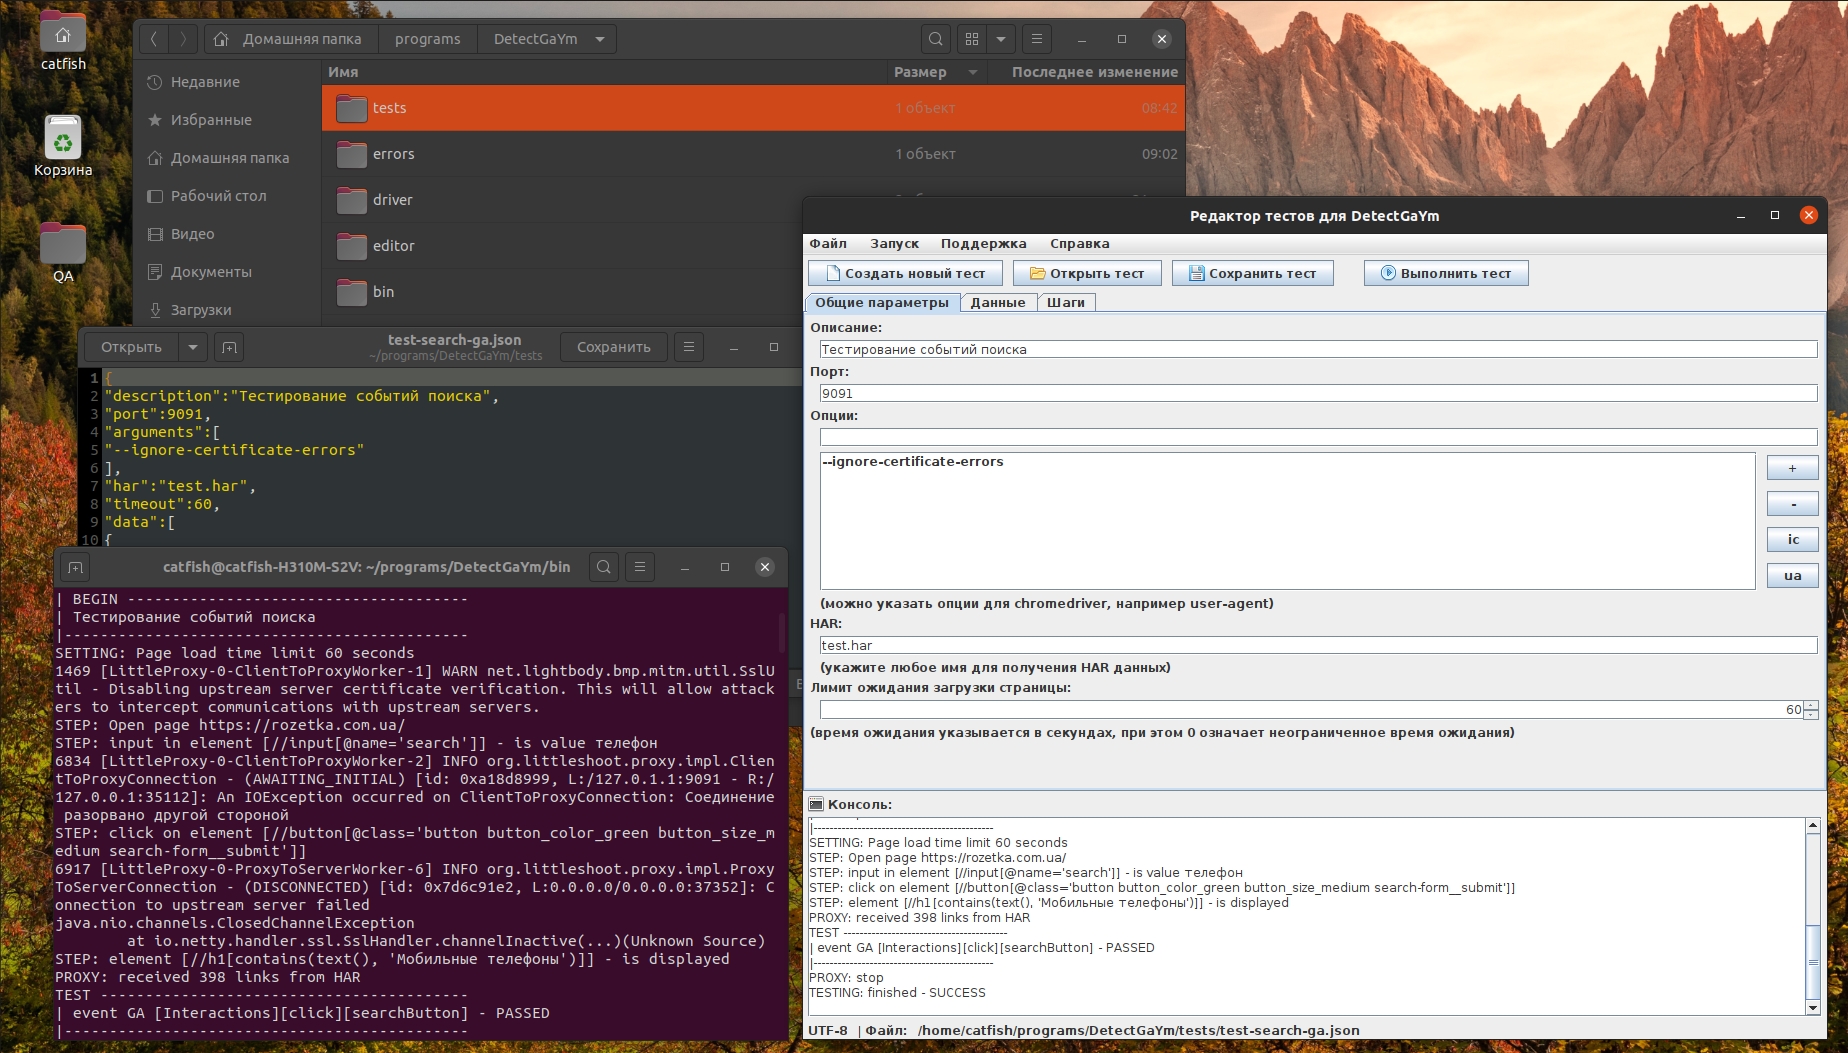 catfish
Корзина
QA
Домашняя папка
programs
DetectGaYm
Недавние
Избранные
Домашняя папка
Рабочий стол
Видео
Документы
Загрузки
Имя
Размер
Последнее изменение
tests
1 объект
08:42
errors
1 объект
09:02
driver
editor
bin
Открыть
test-search-ga.json
~/programs/DetectGaYm/tests
Сохранить
1 {
2 "description":"Тестирование событий поиска",
3 "port":9091,
4 "arguments":[
5 "--ignore-certificate-errors"
6 ],
7 "har":"test.har",
8 "timeout":60,
9 "data":[
10 {
catfish@catfish-H310M-S2V: ~/programs/DetectGaYm/bin
| BEGIN --------------------------------------
| Тестирование событий поиска
|---------------------------------------------
SETTING: Page load time limit 60 seconds
1469 [LittleProxy-0-ClientToProxyWorker-1] WARN net.lightbody.bmp.mitm.util.SslU
til - Disabling upstream server certificate verification. This will allow attack
ers to intercept communications with upstream servers.
STEP: Open page https://rozetka.com.ua/
STEP: input in element [//input[@name='search']] - is value телефон
6834 [LittleProxy-0-ClientToProxyWorker-2] INFO org.littleshoot.proxy.impl.Clien
tToProxyConnection - (AWAITING_INITIAL) [id: 0xa18d8999, L:/127.0.1.1:9091 - R:/
127.0.0.1:35112]: An IOException occurred on ClientToProxyConnection: Соединение
разорвано другой стороной
STEP: click on element [//button[@class='button button_color_green button_size_m
edium search-form__submit']]
6917 [LittleProxy-0-ProxyToServerWorker-6] INFO org.littleshoot.proxy.impl.Proxy
ToServerConnection - (DISCONNECTED) [id: 0x7d6c91e2, L:0.0.0.0/0.0.0.0:37352]: C
onnection to upstream server failed
java.nio.channels.ClosedChannelException
at io.netty.handler.ssl.SslHandler.channelInactive(...)(Unknown Source)
STEP: element [//h1[contains(text(), 'Мобильные телефоны')]] - is displayed
PROXY: received 398 links from HAR
TEST -----------------------------------------
| event GA [Interactions][click][searchButton] - PASSED
|---------------------------------------------
Редактор тестов для DetectGaYm
Файл Запуск Поддержка Справка
Создать новый тест
Открыть тест
Сохранить тест
Выполнить тест
Общие параметры
Данные
Шаги
Описание:
Тестирование событий поиска
Порт:
9091
Опции:
--ignore-certificate-errors
+
-
ic
ua
(можно указать опции для chromedriver, например user-agent)
HAR:
test.har
(укажите любое имя для получения HAR данных)
Лимит ожидания загрузки страницы:
60
(время ожидания указывается в секундах, при этом 0 означает неограниченное время ожидания)
Консоль:
|---------------------------------------------
SETTING: Page load time limit 60 seconds
STEP: Open page https://rozetka.com.ua/
STEP: input in element [//input[@name='search']] - is value телефон
STEP: click on element [//button[@class='button button_color_green button_size_medium search-form__submit']]
STEP: element [//h1[contains(text(), 'Мобильные телефоны')]] - is displayed
PROXY: received 398 links from HAR
TEST -----------------------------------------
| event GA [Interactions][click][searchButton] - PASSED
|---------------------------------------------
PROXY: stop
TESTING: finished - SUCCESS
UTF-8 | Файл: /home/catfish/programs/DetectGaYm/tests/test-search-ga.json